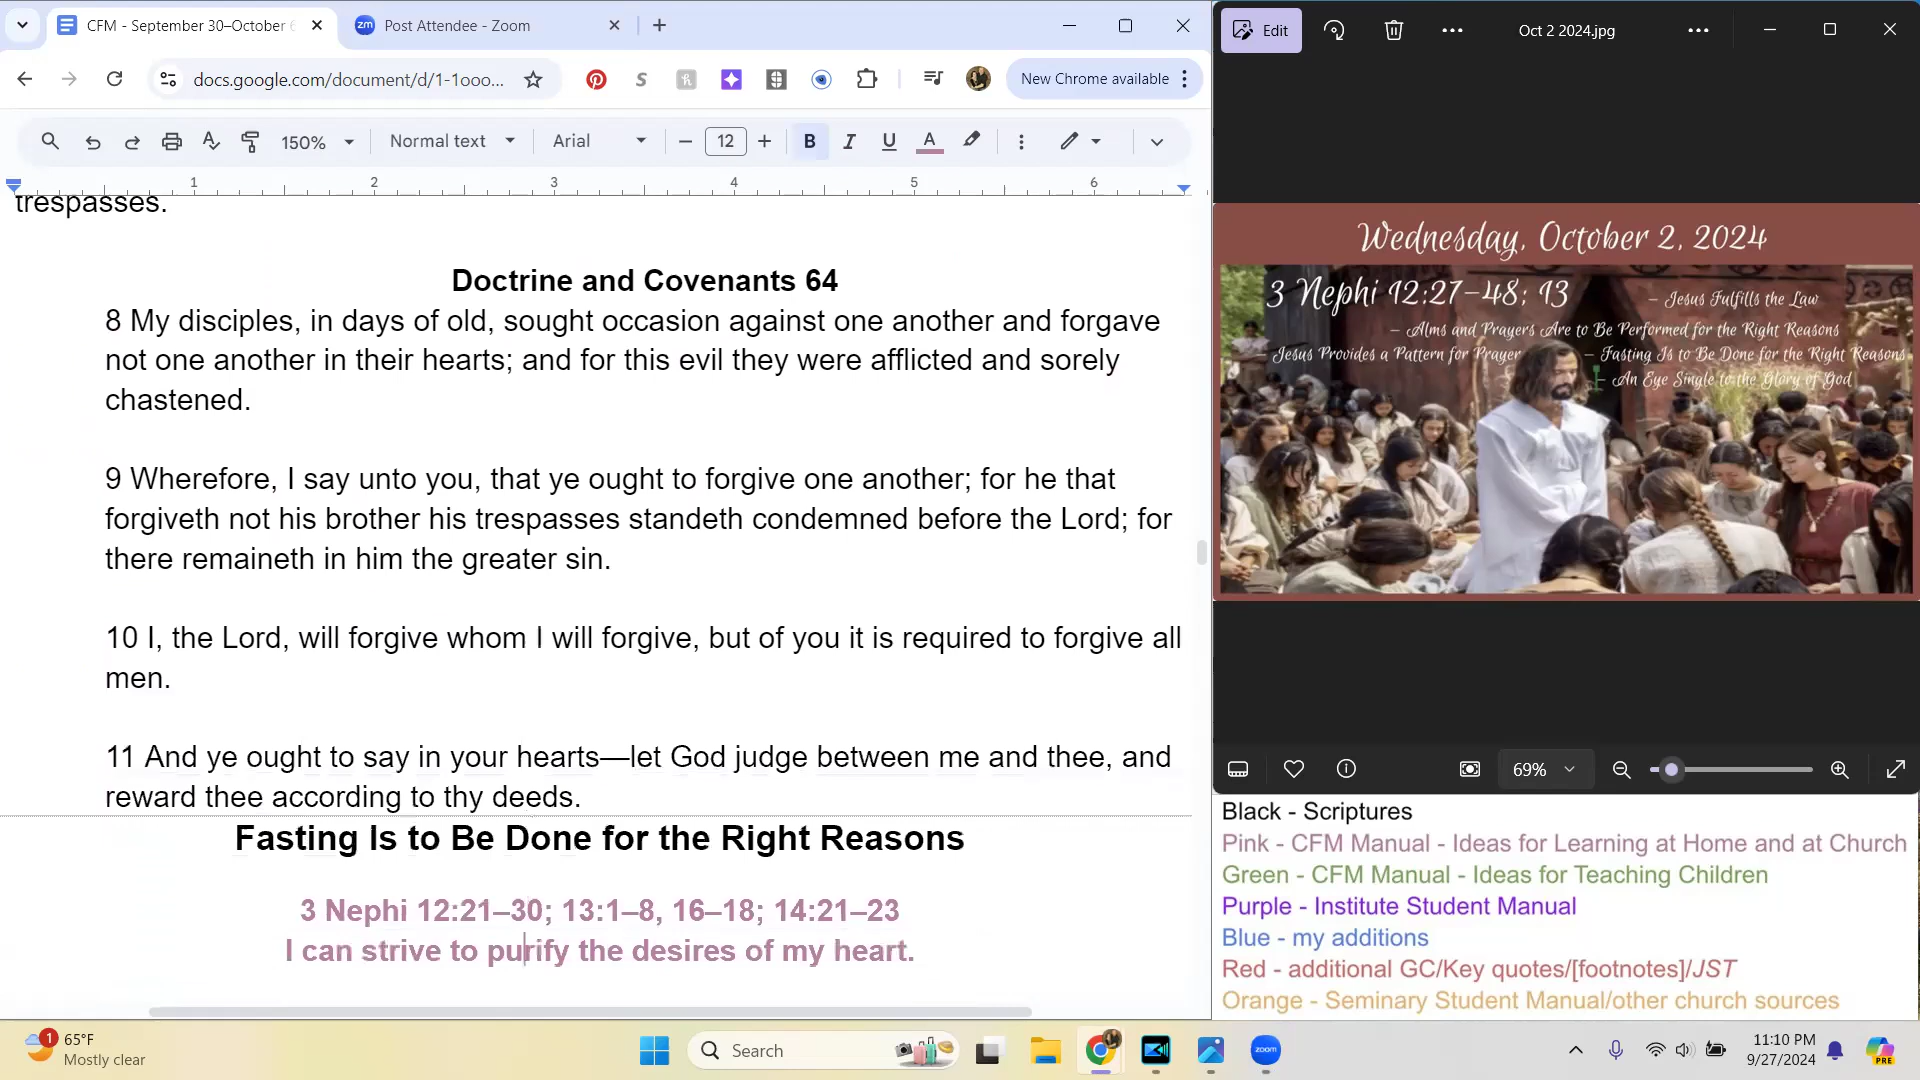 CFM - September 30–October 6
Post Attendee - Zoom
docs.google.com/document/d/1-1ooo...
New Chrome available
150%
Normal text
Arial
12
1 2 3 4 5 6
trespasses.
Doctrine and Covenants 64
8 My disciples, in days of old, sought occasion against one another and forgave
not one another in their hearts; and for this evil they were afflicted and sorely
chastened.
9 Wherefore, I say unto you, that ye ought to forgive one another; for he that
forgiveth not his brother his trespasses standeth condemned before the Lord; for
there remaineth in him the greater sin.
10 I, the Lord, will forgive whom I will forgive, but of you it is required to forgive all
men.
11 And ye ought to say in your hearts—let God judge between me and thee, and
reward thee according to thy deeds.
Fasting Is to Be Done for the Right Reasons
3 Nephi 12:21–30; 13:1–8, 16–18; 14:21–23
I can strive to purify the desires of my heart.
Edit
Oct 2 2024.jpg
Wednesday, October 2, 2024
3 Nephi 12:27-48; 13
– Jesus Fulfills the Law
– Alms and Prayers Are to Be Performed for the Right Reasons
– Jesus Provides a Pattern for Prayer
– Fasting Is to Be Done for the Right Reasons
– An Eye Single to the Glory of God
69%
Black - Scriptures
Pink - CFM Manual - Ideas for Learning at Home and at Church
Green - CFM Manual - Ideas for Teaching Children
Purple - Institute Student Manual
Blue - my additions
Red - additional GC/Key quotes/[footnotes]/JST
Orange - Seminary Student Manual/other church sources
1
65°F
Mostly clear
Search
zoom
11:10 PM
9/27/2024
PRE